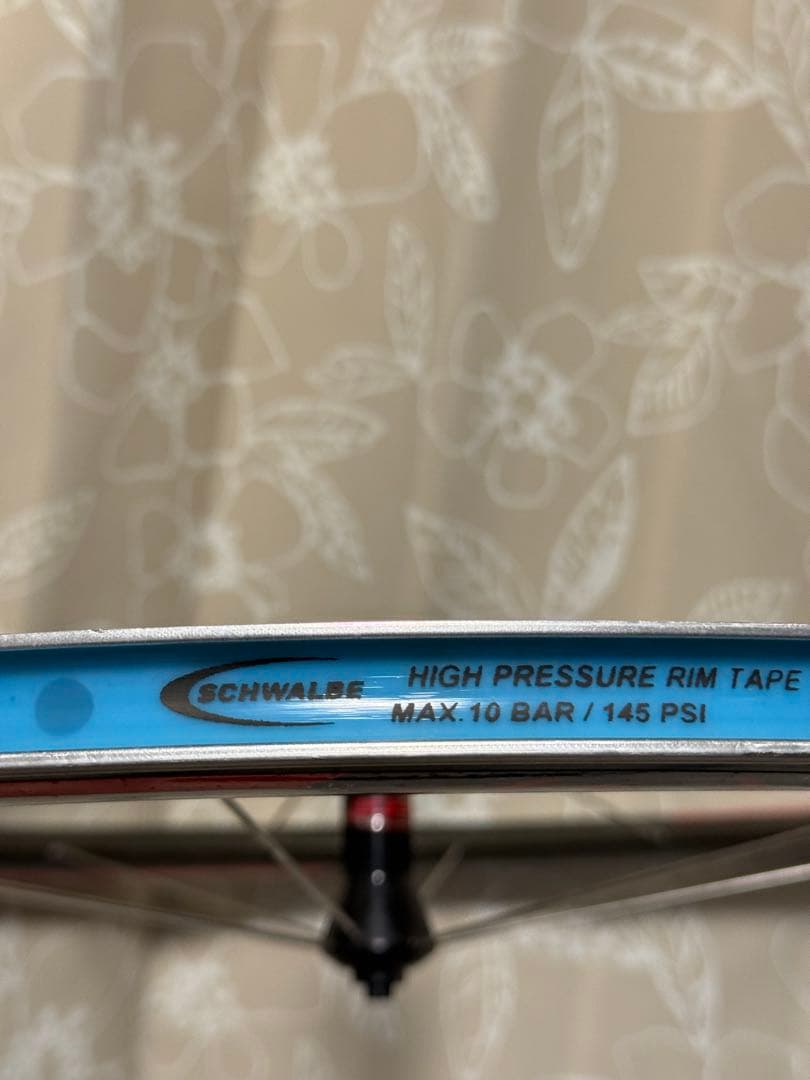 SCHWALBE
HIGH PRESSURE RIM TAPE
MAX.10 BAR / 145 PSI